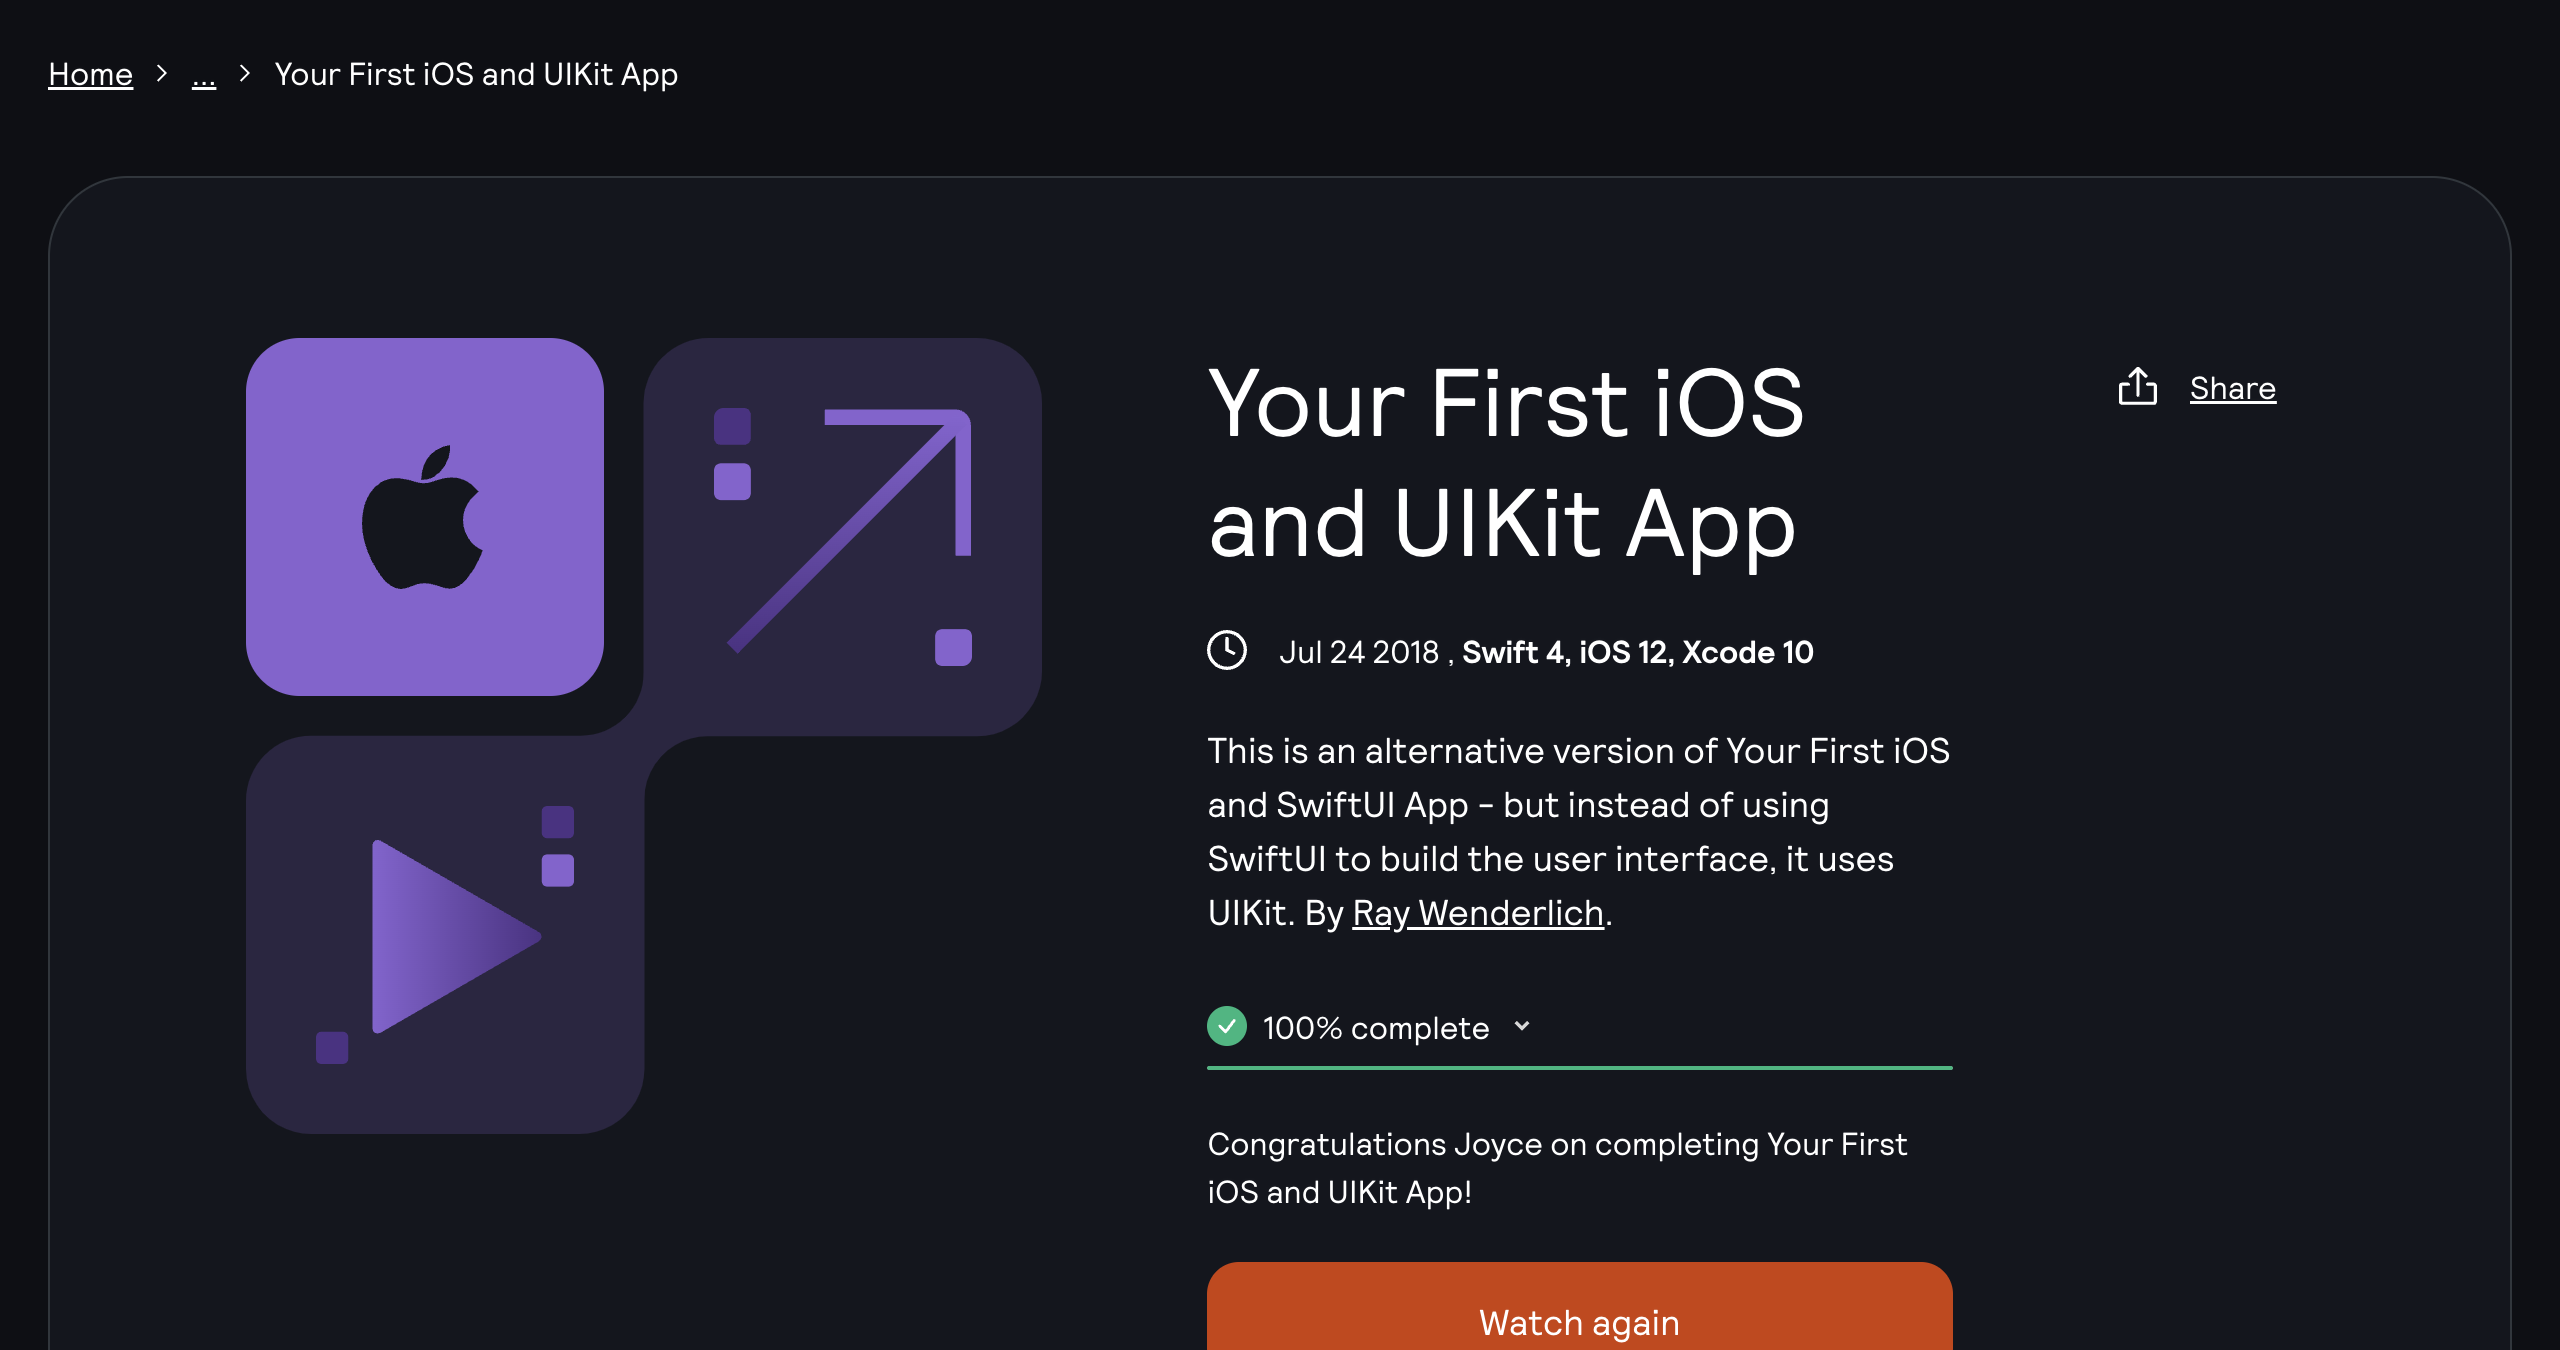 Home > ... > Your First iOS and UIKit App
Your First iOS
and UIKit App
Share
Jul 24 2018 , Swift 4, iOS 12, Xcode 10
This is an alternative version of Your First iOS
and SwiftUI App - but instead of using
SwiftUI to build the user interface, it uses
UIKit. By Ray Wenderlich.
100% complete
Congratulations Joyce on completing Your First
iOS and UIKit App!
Watch again